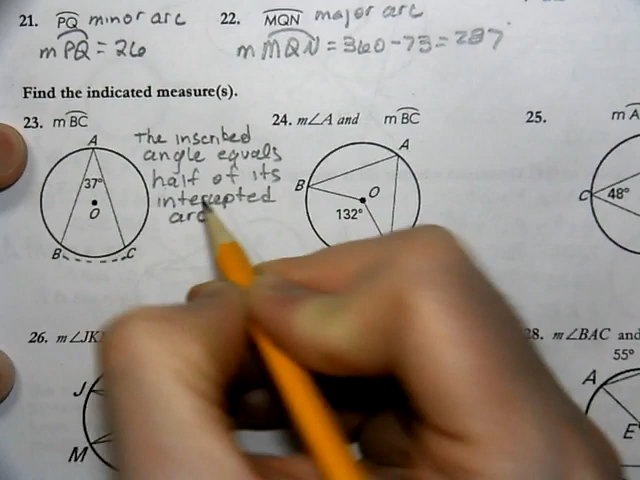 21. PQ minor arc 22. MQN major arc
mPQ = 26 mMQN = 360-73 = 287°
Find the indicated measure(s).
23. mBC The inscribed angle equals half of its intercepted arc
A
37°
O
B C
24. m∠A and mBC
A
B
O
132°
25. mA
C 48°
26. m∠JK
J
M
28. m∠BAC and
55°
A
E